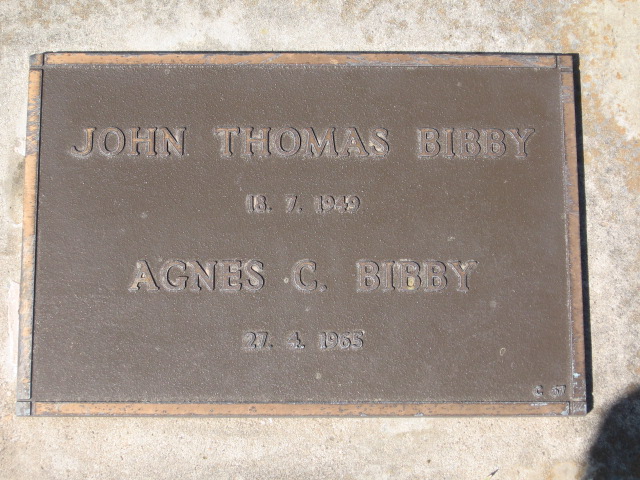 JOHN THOMAS BIBBY
18. 7. 1949
AGNES C. BIBBY
27. 4. 1965